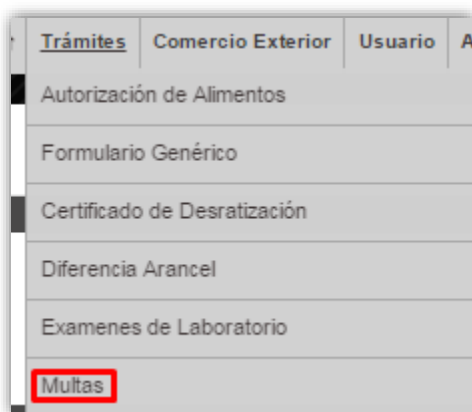 Trámites Comercio Exterior Usuario A
Autorización de Alimentos
Formulario Genérico
Certificado de Desratización
Diferencia Arancel
Examenes de Laboratorio
Multas